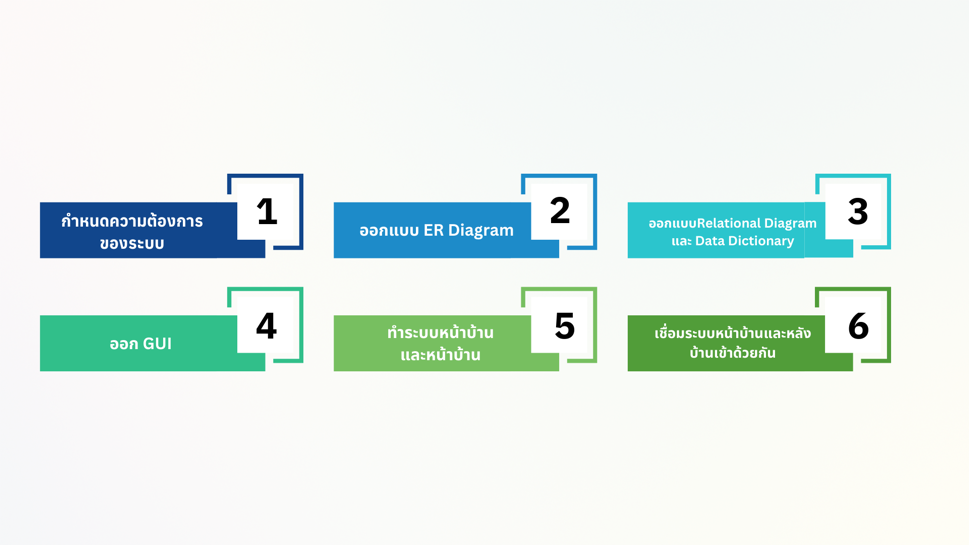 กำหนดความต้องการ
ของระบบ
1
ออกแบบ ER Diagram
2
ออกแบบRelational Diagram
และ Data Dictionary
3
ออก GUI
4
ทำระบบหน้าบ้าน
และหน้าบ้าน
5
เชื่อมระบบหน้าบ้านและหลัง
บ้านเข้าด้วยกัน
6